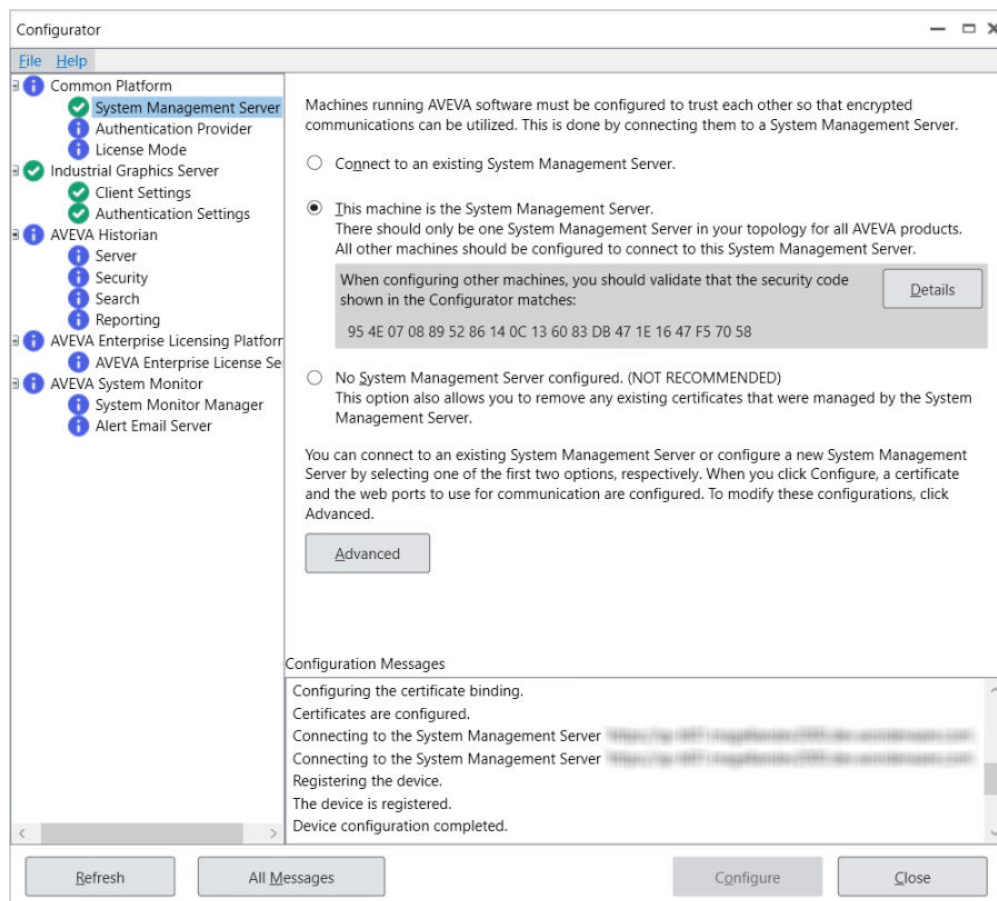 Configurator
File Help
Common Platform
System Management Server
Authentication Provider
License Mode
Industrial Graphics Server
Client Settings
Authentication Settings
AVEVA Historian
Server
Security
Search
Reporting
AVEVA Enterprise Licensing Platforr
AVEVA Enterprise License Se
AVEVA System Monitor
System Monitor Manager
Alert Email Server
Machines running AVEVA software must be configured to trust each other so that encrypted
communications can be utilized. This is done by connecting them to a System Management Server.
Connect to an existing System Management Server.
This machine is the System Management Server.
There should only be one System Management Server in your topology for all AVEVA products.
All other machines should be configured to connect to this System Management Server.
When configuring other machines, you should validate that the security code
shown in the Configurator matches:
Details
95 4E 07 08 89 52 86 14 0C 13 60 83 DB 47 1E 16 47 F5 70 58
No System Management Server configured. (NOT RECOMMENDED)
This option also allows you to remove any existing certificates that were managed by the System
Management Server.
You can connect to an existing System Management Server or configure a new System Management
Server by selecting one of the first two options, respectively. When you click Configure, a certificate
and the web ports to use for communication are configured. To modify these configurations, click
Advanced.
Advanced
Configuration Messages
Configuring the certificate binding.
Certificates are configured.
Connecting to the System Management Server
Connecting to the System Management Server
Registering the device.
The device is registered.
Device configuration completed.
Refresh All Messages Configure Close